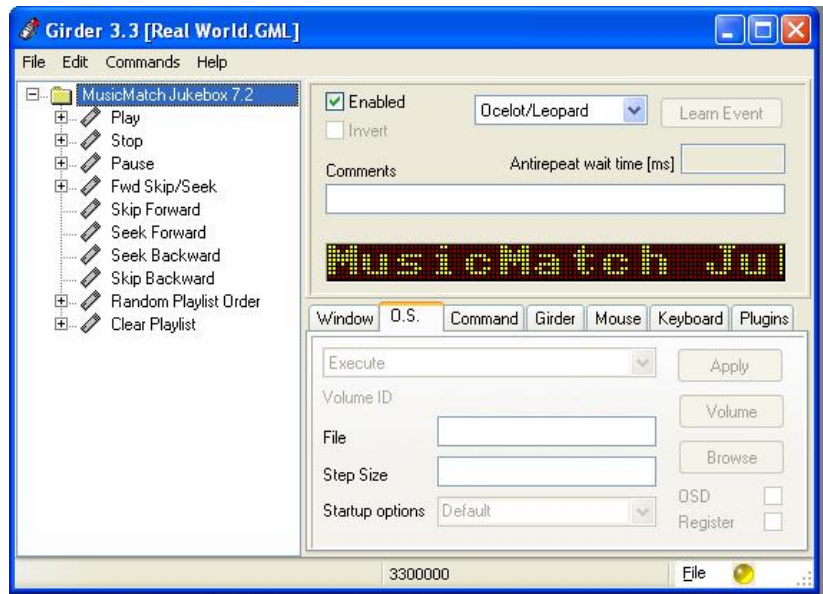 Girder 3.3 [Real World.GML]
File Edit Commands Help
MusicMatch Jukebox 7.2
Play
Stop
Pause
Fwd Skip/Seek
Skip Forward
Seek Forward
Seek Backward
Skip Backward
Random Playlist Order
Clear Playlist
Enabled
Ocelot/Leopard
Learn Event
Invert
Comments
Antirepeat wait time [ms]
MusicMatch Ju
Window O.S. Command Girder Mouse Keyboard Plugins
Execute
Apply
Volume ID
Volume
File
Browse
Step Size
OSD
Startup options Default
Register
3300000
File